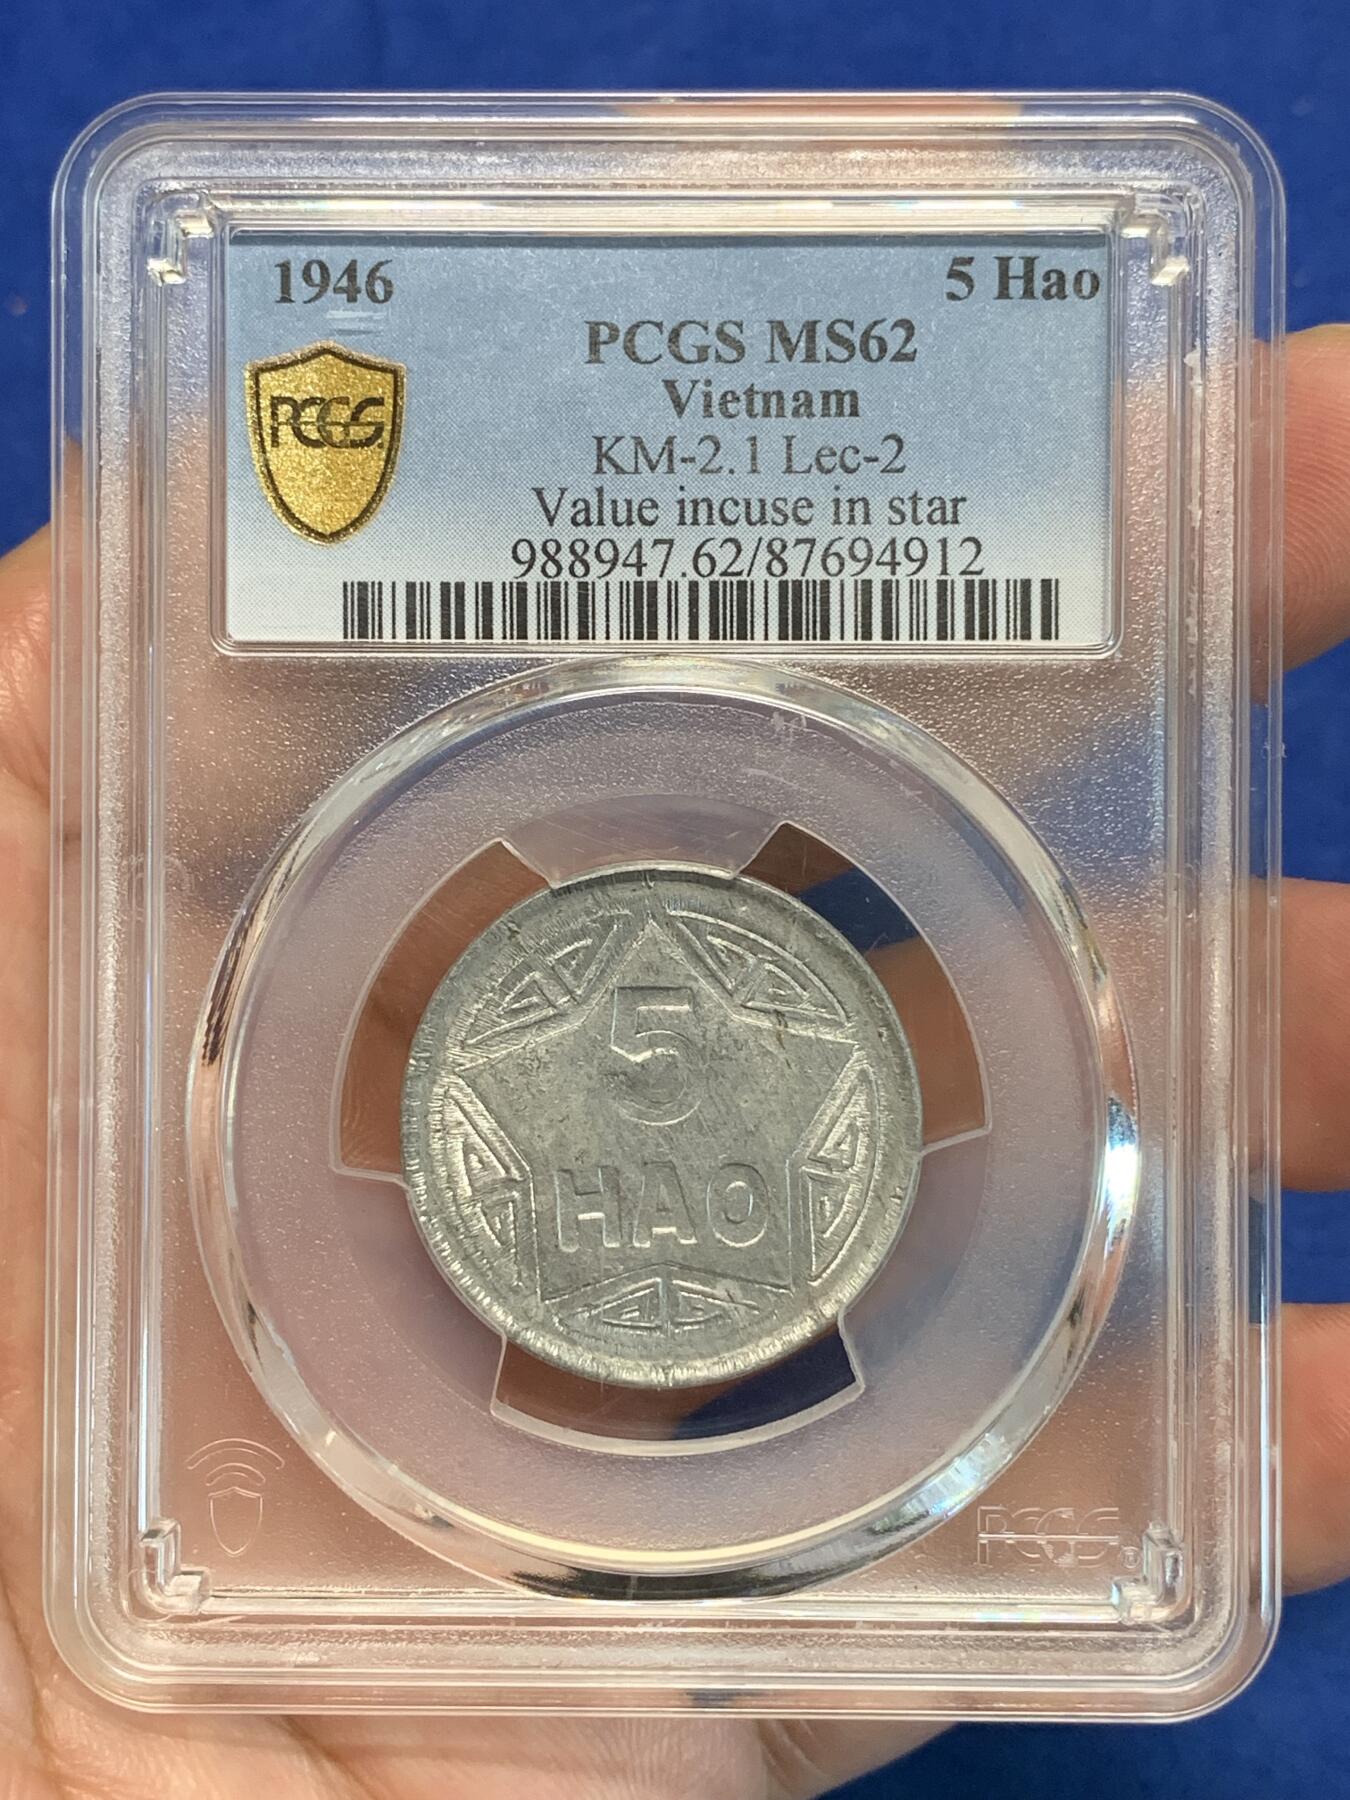 1946 5 Hao
PCGS MS62
Vietnam
PCGS
KM-2.1 Lec-2
Value incuse in star
988947.62/87694912
5
HAO
PCGS